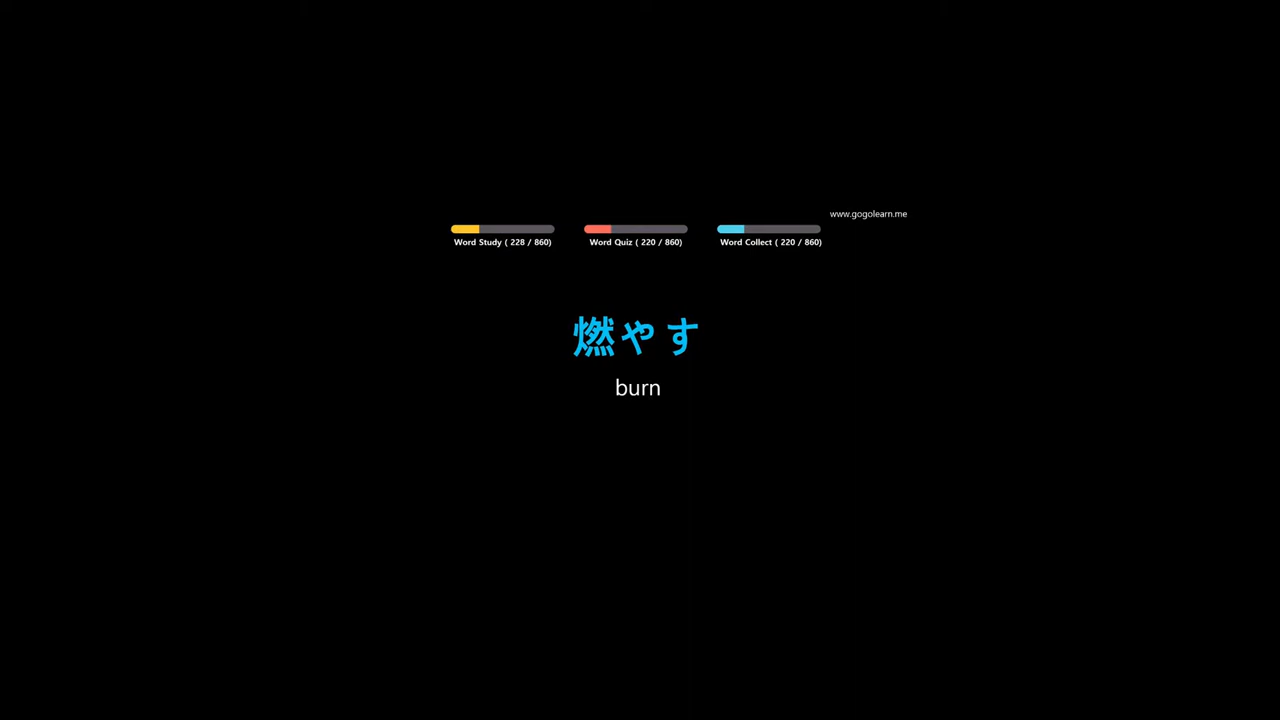 www.gogolearn.me
Word Study ( 228 / 860)
Word Quiz ( 220 / 860)
Word Collect ( 220 / 860)
燃やす
burn